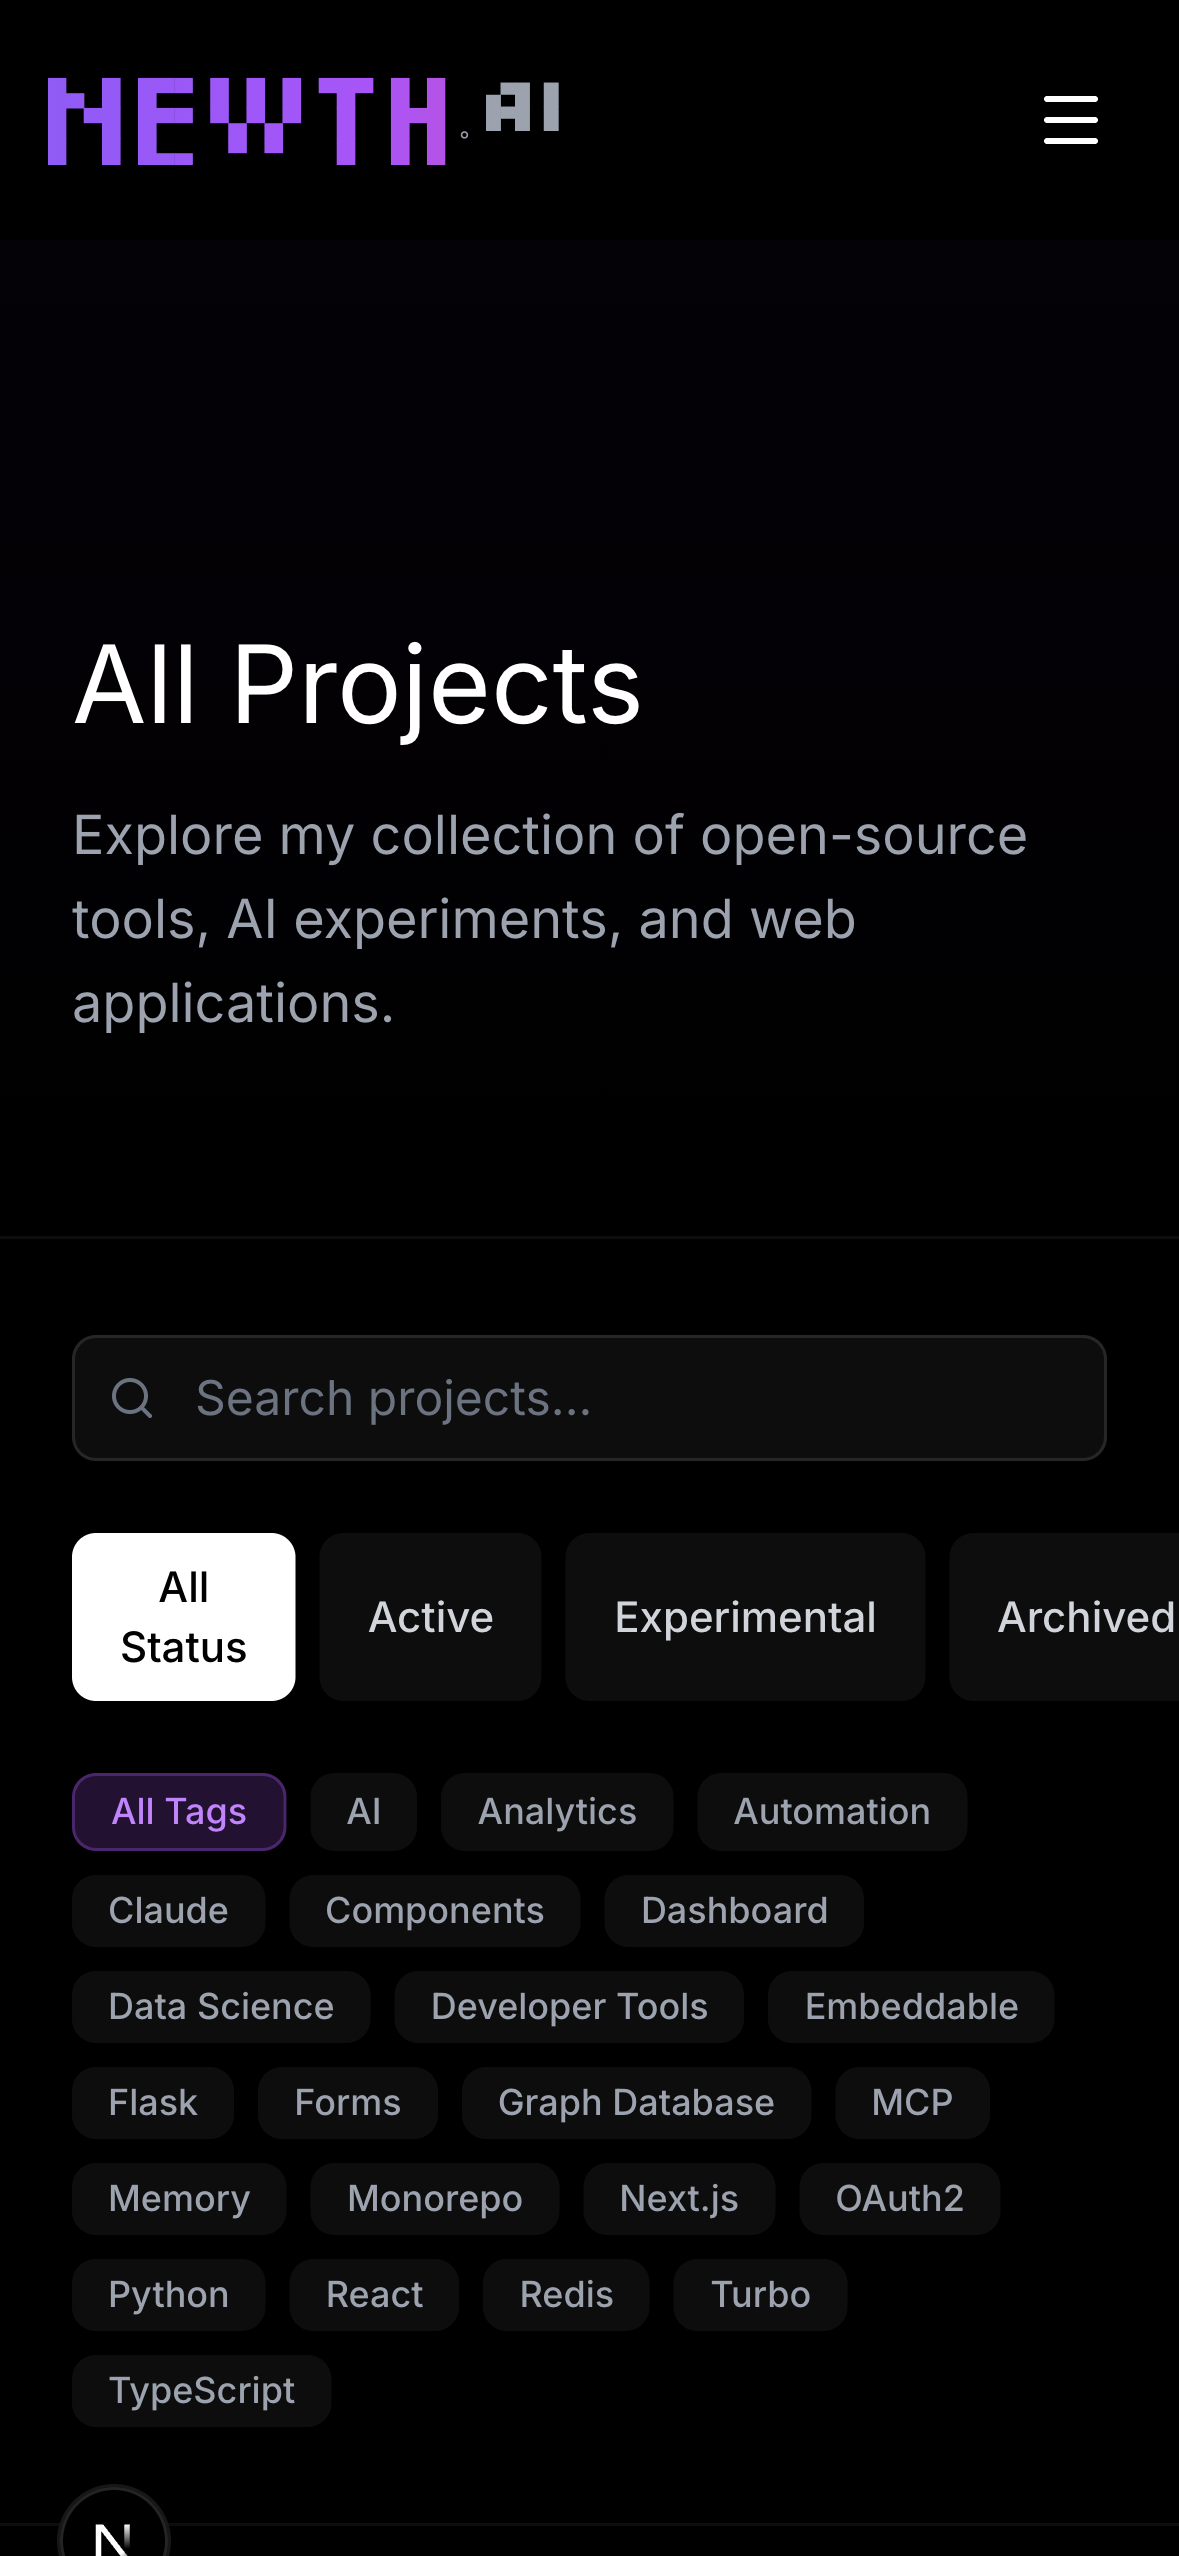 NEWTH.AI
All Projects
Explore my collection of open-source
tools, AI experiments, and web
applications.
Search projects...
All
Status
Active
Experimental
Archived
All Tags
AI
Analytics
Automation
Claude
Components
Dashboard
Data Science
Developer Tools
Embeddable
Flask
Forms
Graph Database
MCP
Memory
Monorepo
Next.js
OAuth2
Python
React
Redis
Turbo
TypeScript
N